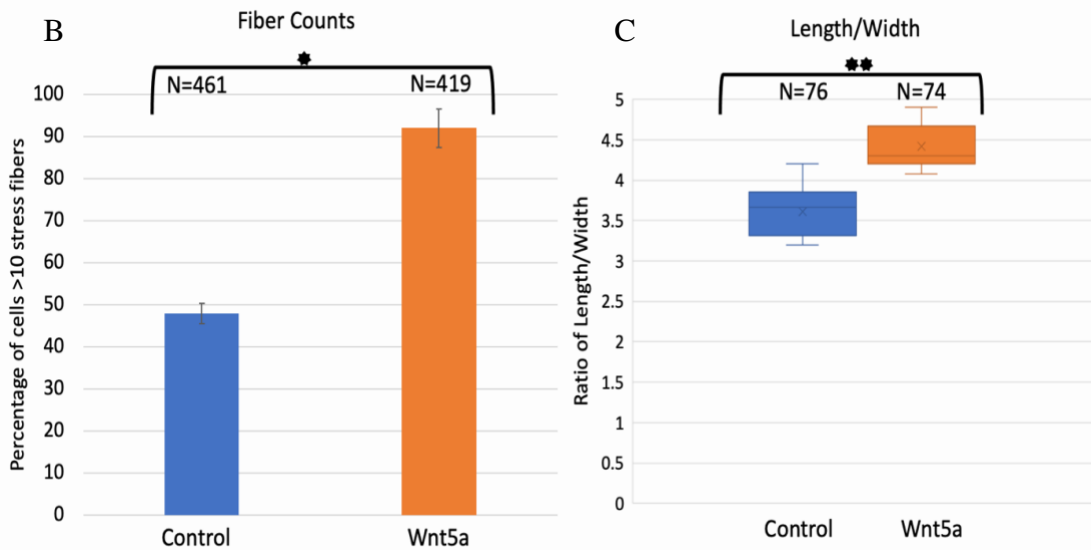 B
Fiber Counts
*
N=461
N=419
Percentage of cells >10 stress fibers
100
90
80
70
60
50
40
30
20
10
0
Control
Wnt5a
C
Length/Width
**
N=76
N=74
Ratio of Length/Width
5
4.5
4
3.5
3
2.5
2
1.5
1
0.5
0
Control
Wnt5a